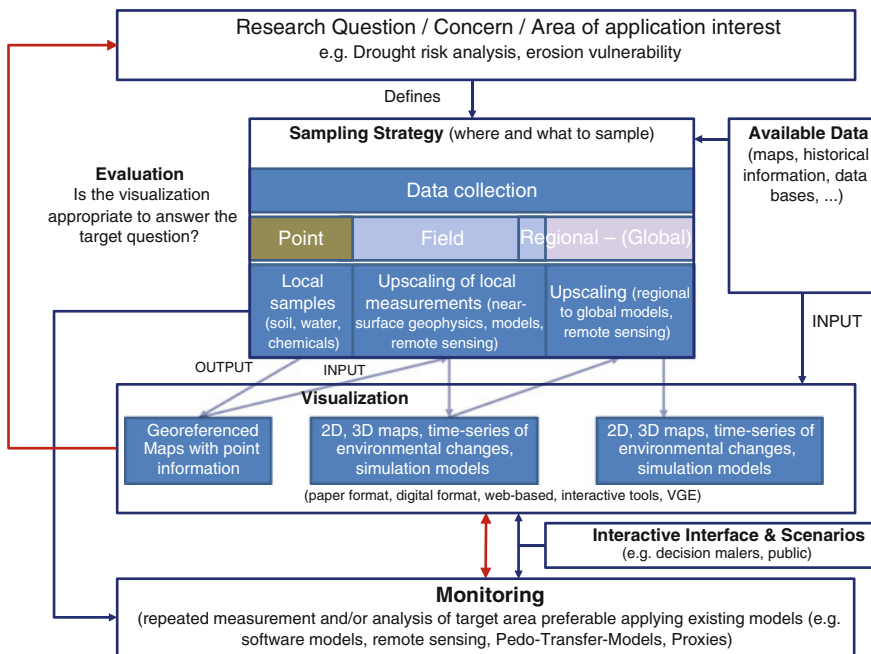 Research Question / Concern / Area of application interest
e.g. Drought risk analysis, erosion vulnerability
Defines
Sampling Strategy (where and what to sample)
Available Data
(maps, historical
information, data
bases, ...)
Evaluation
Is the visualization
appropriate to answer the
target question?
Data collection
Point
Field
Regional – (Global)
Local
samples
(soil, water,
chemicals)
Upscaling of local
measurements (near-
surface geophysics, models,
remote sensing)
Upscaling (regional
to global models,
remote sensing)
INPUT
OUTPUT
INPUT
Visualization
Georeferenced
Maps with point
information
2D, 3D maps, time-series of
environmental changes,
simulation models
2D, 3D maps, time-series of
environmental changes,
simulation models
(paper format, digital format, web-based, interactive tools, VGE)
Interactive Interface & Scenarios
(e.g. decision malers, public)
Monitoring
(repeated measurement and/or analysis of target area preferable applying existing models (e.g.
software models, remote sensing, Pedo-Transfer-Models, Proxies)